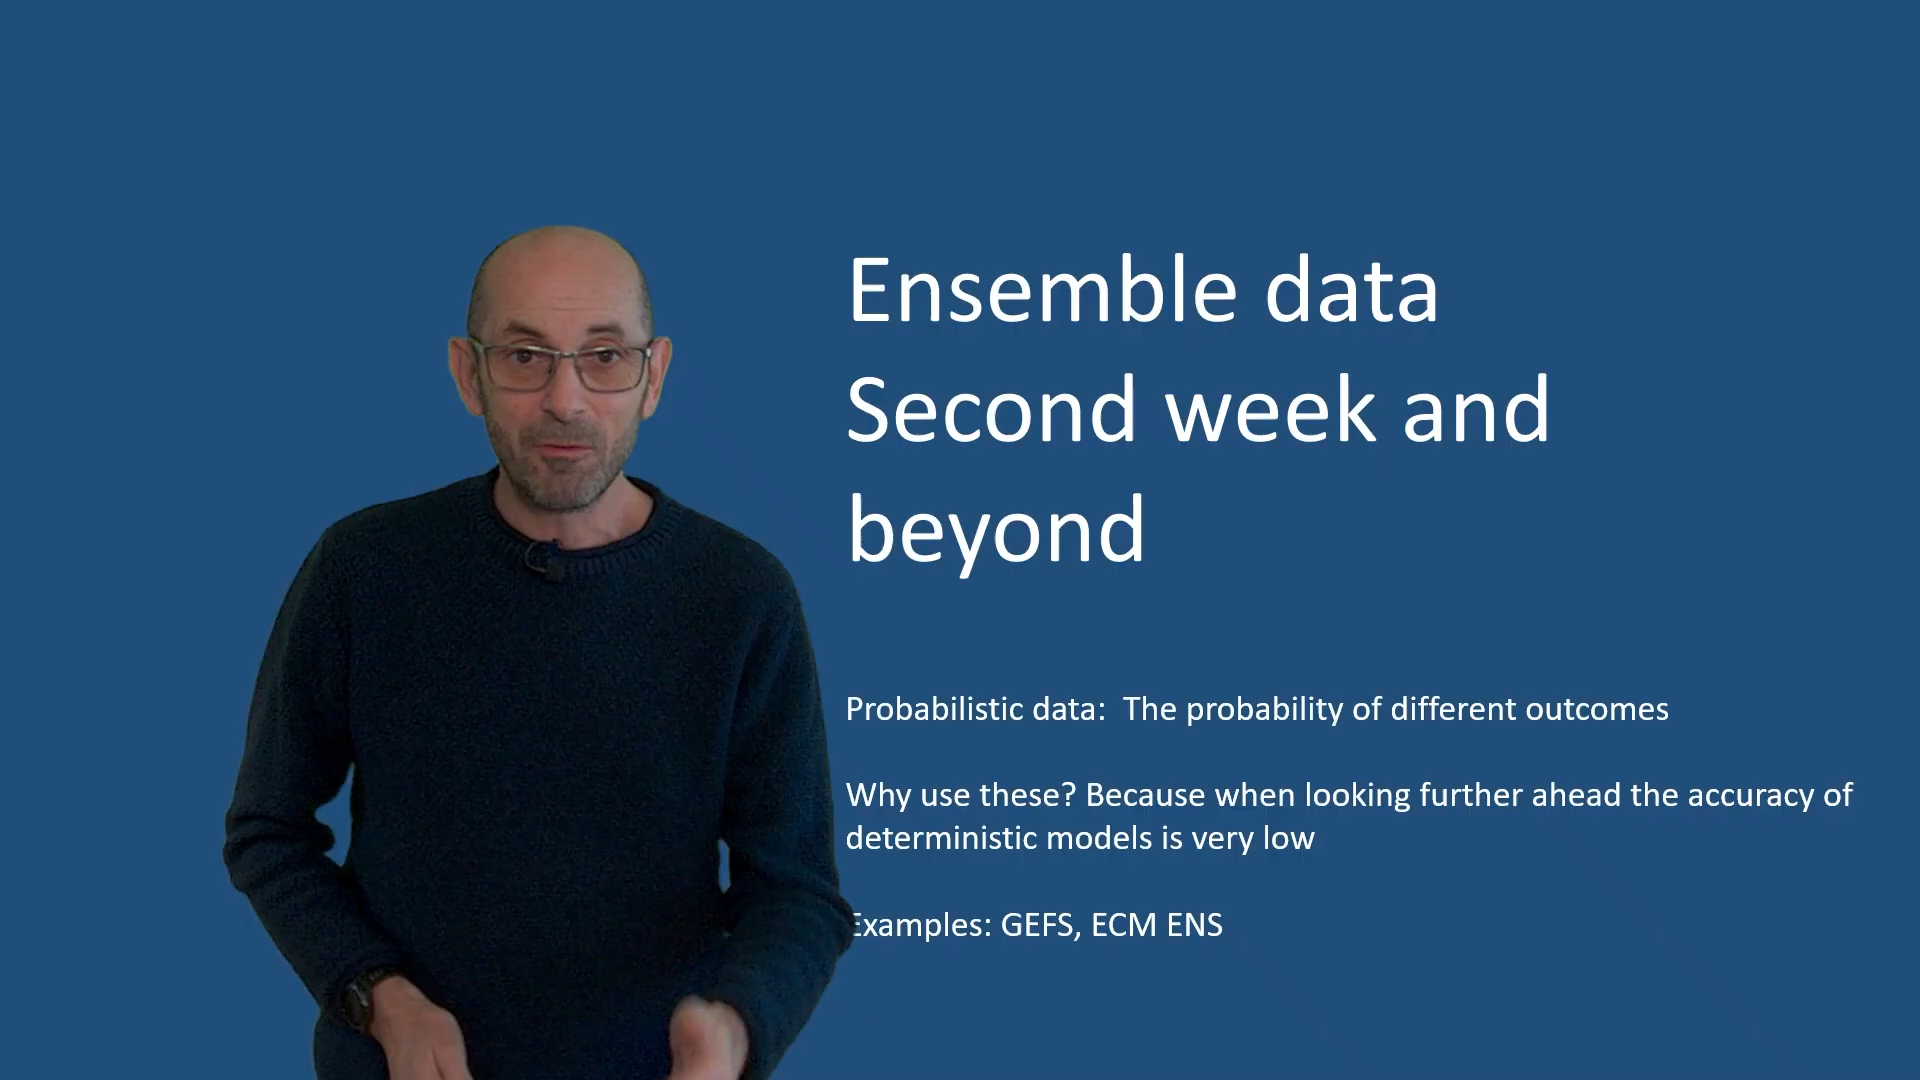 Ensemble data
Second week and
beyond
Probabilistic data:  The probability of different outcomes
Why use these? Because when looking further ahead the accuracy of
deterministic models is very low
Examples: GEFS, ECM ENS